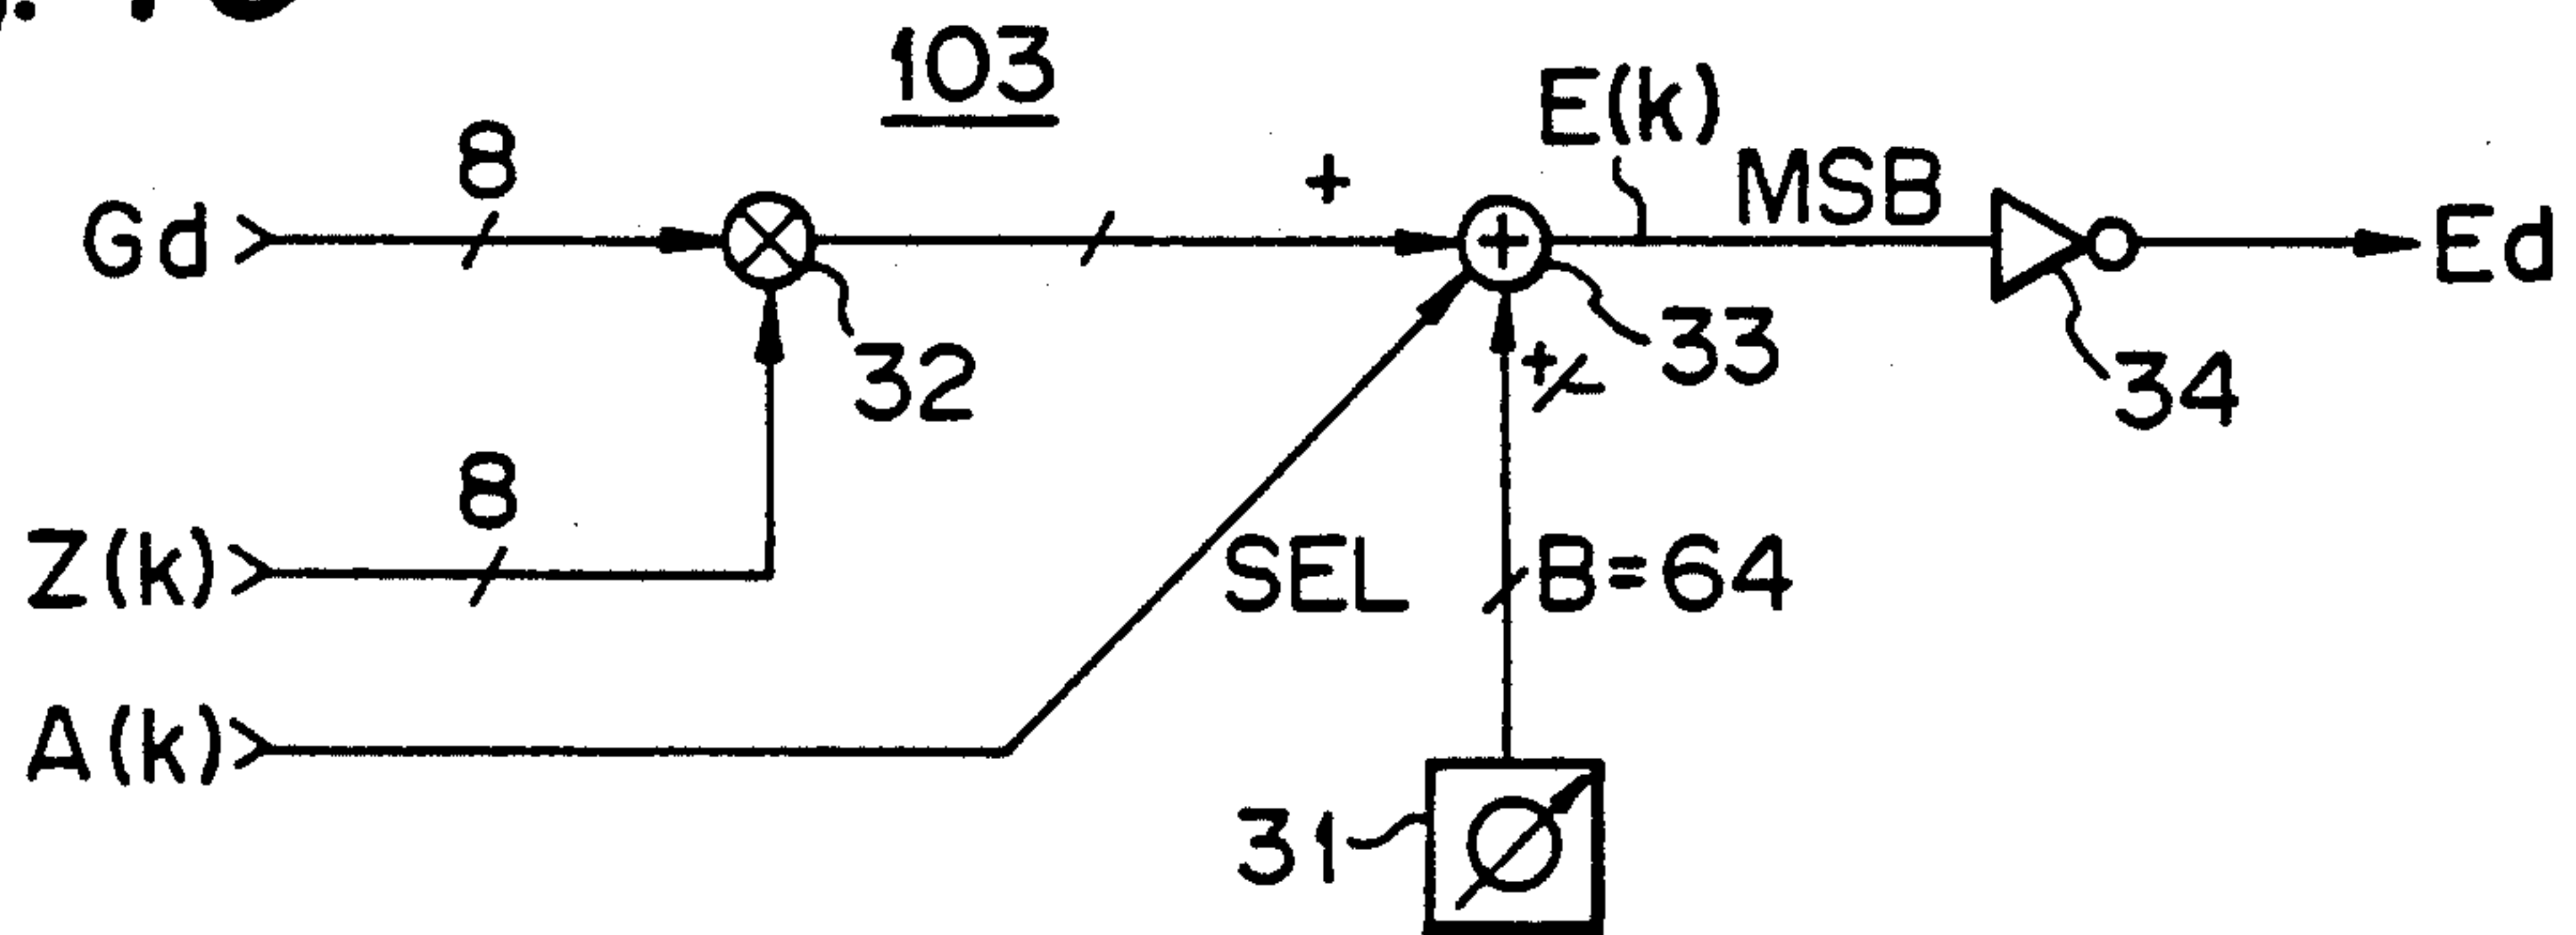 103
E(k)
8
+
MSB
Gd
Ed
+
32
+/-
33
34
8
Z(k)
SEL
B=64
A(k)
31